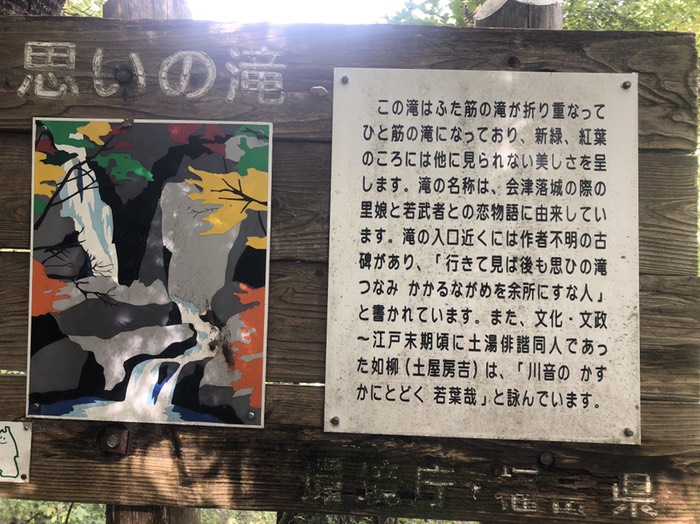 思いの滝
この滝はふた筋の滝が折り重なって
ひと筋の滝になっており、新緑、紅葉
のころには他に見られない美しさを呈
します。滝の名称は、会津落城の際の
里娘と若武者との恋物語に由来してい
ます。滝の入口近くには作者不明の古
碑があり、「行きて見ば後も思ひの滝
つなみ かかるながめを余所にすな人」
と書かれています。また、文化・文政
～江戸末期頃に土湯俳諧同人であっ
た如柳（土屋房吉）は、「川音の かす
かにとどく 若葉哉」と詠んでいます。
環境庁・福島県